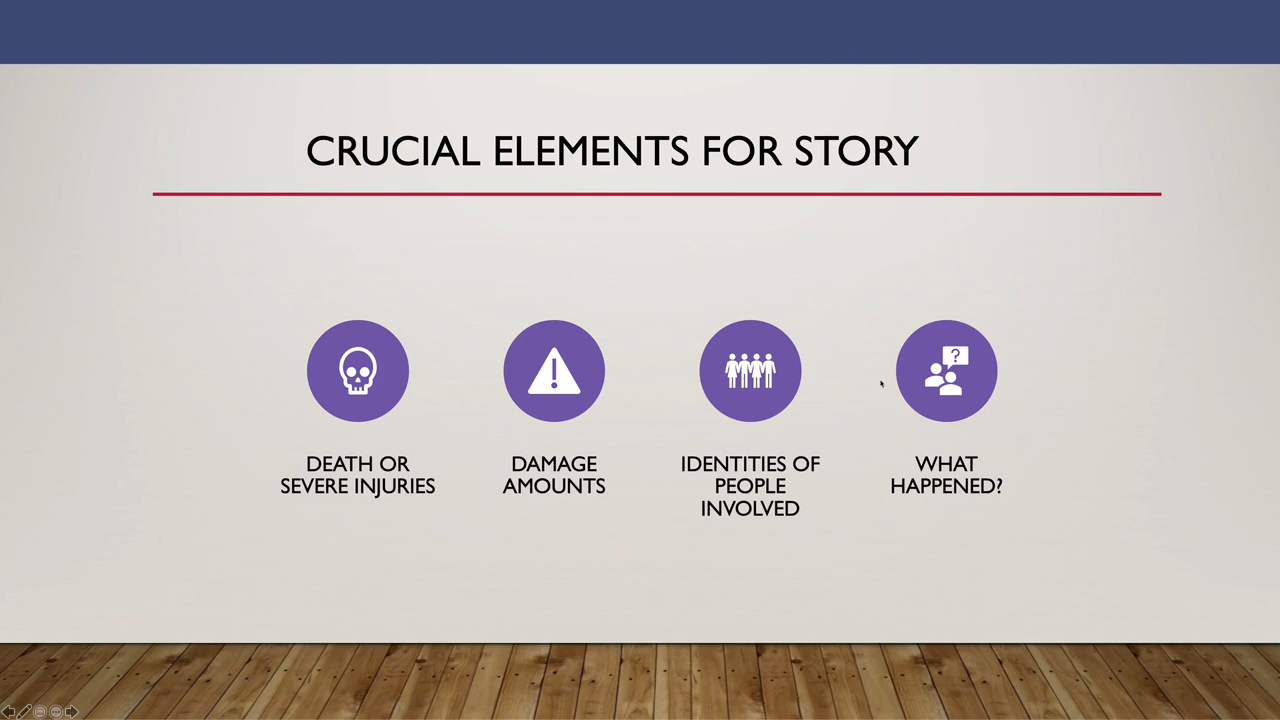 CRUCIAL ELEMENTS FOR STORY
?
DEATH OR
SEVERE INJURIES
DAMAGE
AMOUNTS
IDENTITIES OF
PEOPLE
INVOLVED
WHAT
HAPPENED?